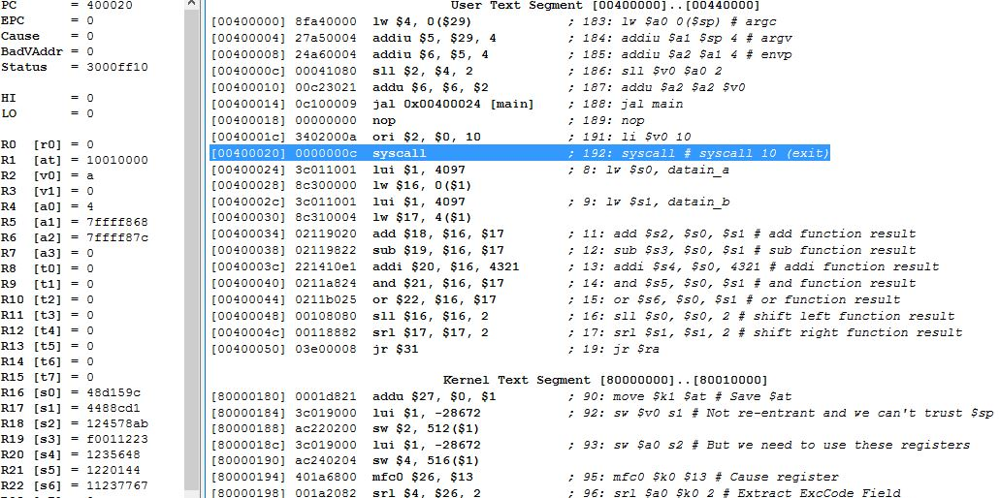 PC = 400020
EPC = 0
Cause = 0
BadVAddr = 0
Status = 3000ff10
HI = 0
LO = 0
R0 [r0] = 0
R1 [at] = 10010000
R2 [v0] = a
R3 [v1] = 0
R4 [a0] = 4
R5 [a1] = 7ffff868
R6 [a2] = 7ffff87c
R7 [a3] = 0
R8 [t0] = 0
R9 [t1] = 0
R10 [t2] = 0
R11 [t3] = 0
R12 [t4] = 0
R13 [t5] = 0
R14 [t6] = 0
R15 [t7] = 0
R16 [s0] = 48d159c
R17 [s1] = 4488cd1
R18 [s2] = 124578ab
R19 [s3] = f0011223
R20 [s4] = 1235648
R21 [s5] = 1220144
R22 [s6] = 11237767
User Text Segment [00400000]..[00440000]
[00400000] 8fa40000 lw $4, 0($29) ; 183: lw $a0 0($sp) # argc
[00400004] 27a50004 addiu $5, $29, 4 ; 184: addiu $a1 $sp 4 # argv
[00400008] 24a60004 addiu $6, $5, 4 ; 185: addiu $a2 $a1 4 # envp
[0040000c] 00041080 sll $2, $4, 2 ; 186: sll $v0 $a0 2
[00400010] 00c23021 addu $6, $6, $2 ; 187: addu $a2 $a2 $v0
[00400014] 0c100009 jal 0x00400024 [main] ; 188: jal main
[00400018] 00000000 nop ; 189: nop
[0040001c] 3402000a ori $2, $0, 10 ; 191: li $v0 10
[00400020] 0000000c syscall ; 192: syscall # syscall 10 (exit)
[00400024] 3c011001 lui $1, 4097 ; 8: lw $s0, datain_a
[00400028] 8c300000 lw $16, 0($1)
[0040002c] 3c011001 lui $1, 4097 ; 9: lw $s1, datain_b
[00400030] 8c310004 lw $17, 4($1)
[00400034] 02119020 add $18, $16, $17 ; 11: add $s2, $s0, $s1 # add function result
[00400038] 02119822 sub $19, $16, $17 ; 12: sub $s3, $s0, $s1 # sub function result
[0040003c] 221410e1 addi $20, $16, 4321 ; 13: addi $s4, $s0, 4321 # addi function result
[00400040] 0211a824 and $21, $16, $17 ; 14: and $s5, $s0, $s1 # and function result
[00400044] 0211b025 or $22, $16, $17 ; 15: or $s6, $s0, $s1 # or function result
[00400048] 00108080 sll $16, $16, 2 ; 16: sll $s0, $s0, 2 # shift left function result
[0040004c] 00118882 srl $17, $17, 2 ; 17: srl $s1, $s1, 2 # shift right function result
[00400050] 03e00008 jr $31 ; 19: jr $ra
Kernel Text Segment [80000000]..[80010000]
[80000180] 0001d821 addu $27, $0, $1 ; 90: move $k1 $at # Save $at
[80000184] 3c019000 lui $1, -28672 ; 92: sw $v0 s1 # Not re-entrant and we can't trust $sp
[80000188] ac220200 sw $2, 512($1)
[8000018c] 3c019000 lui $1, -28672 ; 93: sw $a0 s2 # But we need to use these registers
[80000190] ac240204 sw $4, 516($1)
[80000194] 401a6800 mfc0 $26, $13 ; 95: mfc0 $k0 $13 # Cause register
[80000198] 001a2082 srl $4, $26, 2 ; 96: srl $a0 $k0 2 # Extract ExcCode Field